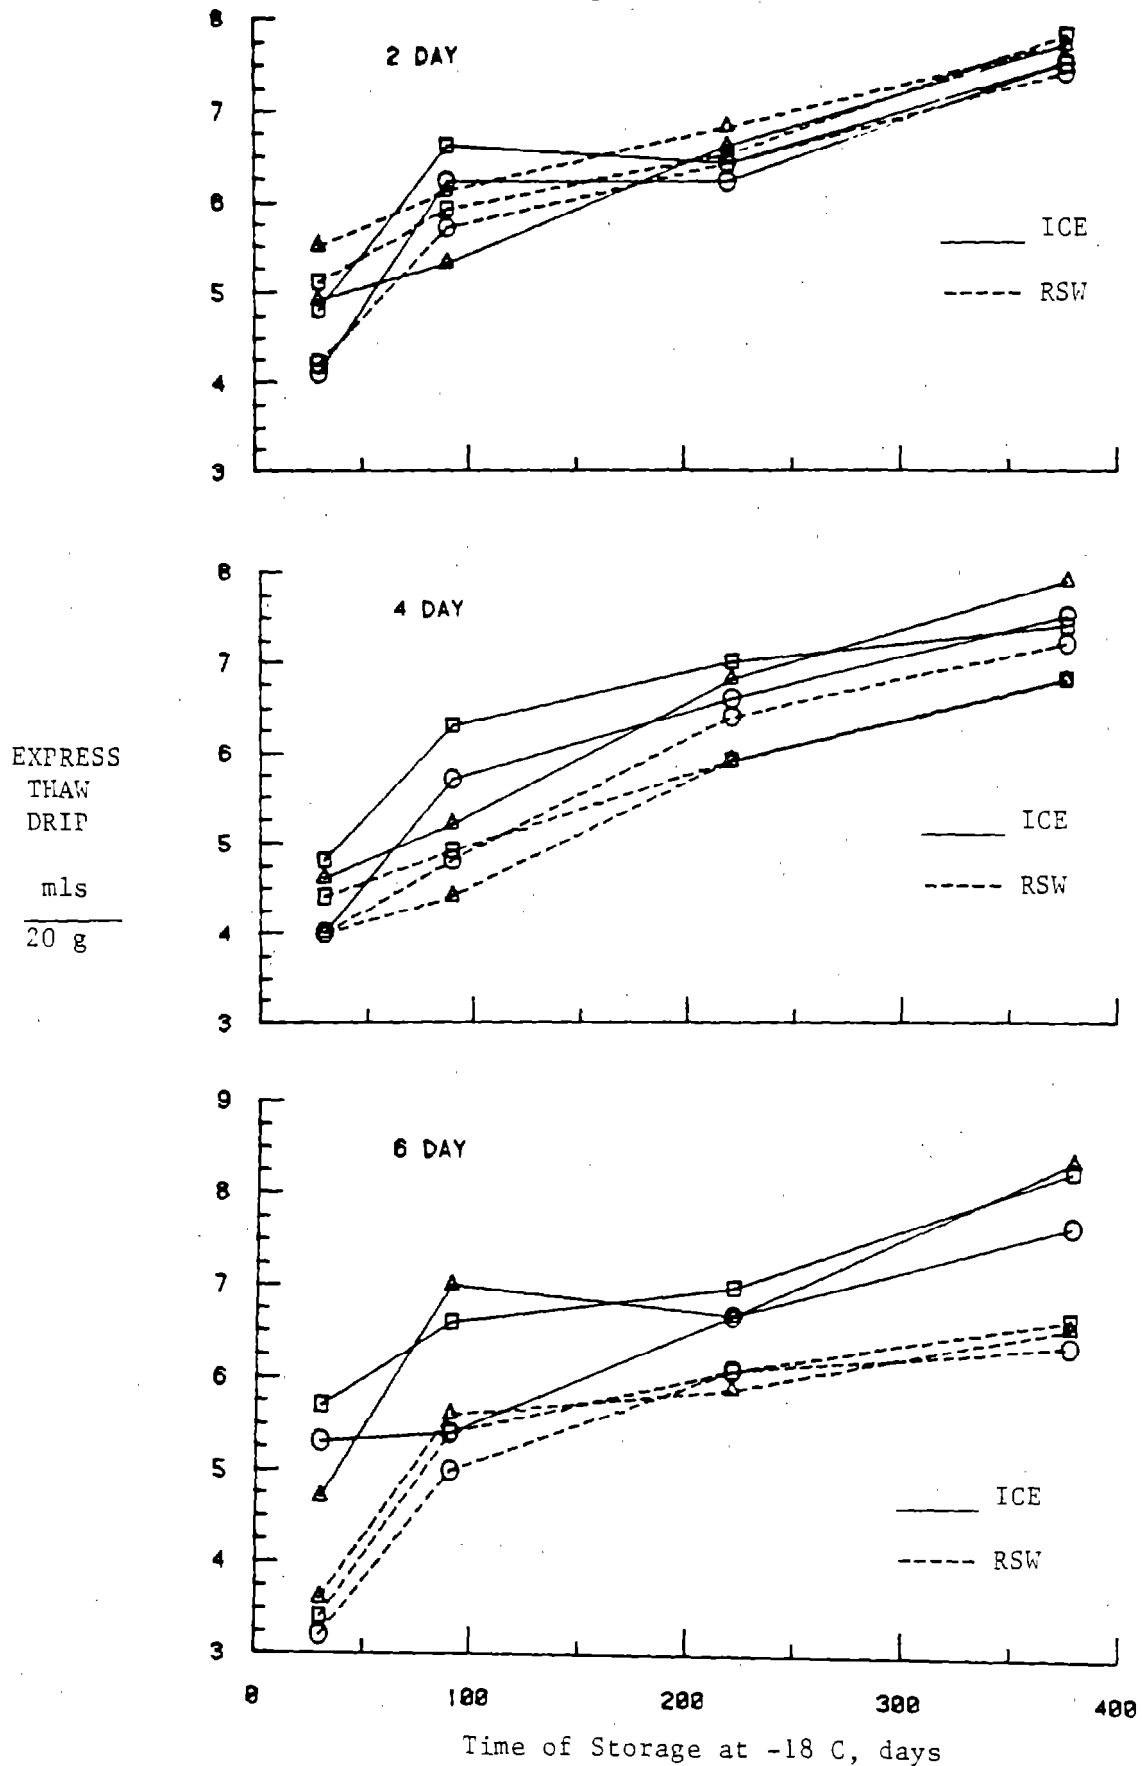 8
2 DAY
7
6
ICE
5
RSW
4
3
8
4 DAY
7
6
EXPRESS
THAW
DRIP
5
ICE
mls
RSW
20 g
4
3
9
6 DAY
8
7
6
5
ICE
4
RSW
3
0 100 200 300 400
Time of Storage at -18 C, days